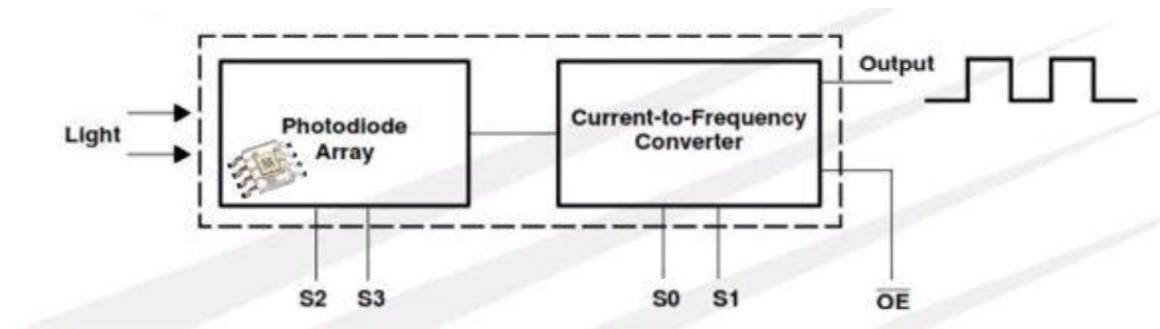 Light
Photodiode
Array
Current-to-Frequency
Converter
Output
S2
S3
S0
S1
OE